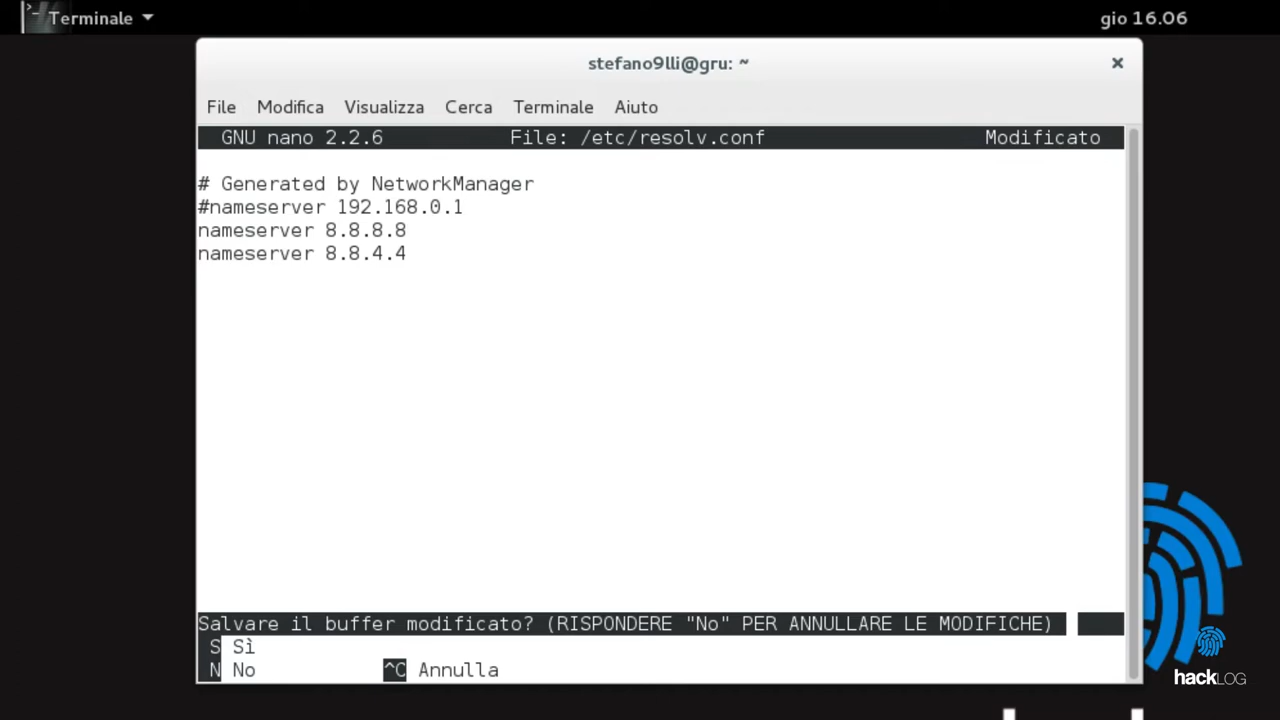 Terminale
gio 16.06
stefano9lli@gru: ~
File Modifica Visualizza Cerca Terminale Aiuto
GNU nano 2.2.6 File: /etc/resolv.conf Modificato
# Generated by NetworkManager
#nameserver 192.168.0.1
nameserver 8.8.8.8
nameserver 8.8.4.4
Salvare il buffer modificato? (RISPONDERE "No" PER ANNULLARE LE MODIFICHE)
S Sì
N No ^C Annulla
hackLOG